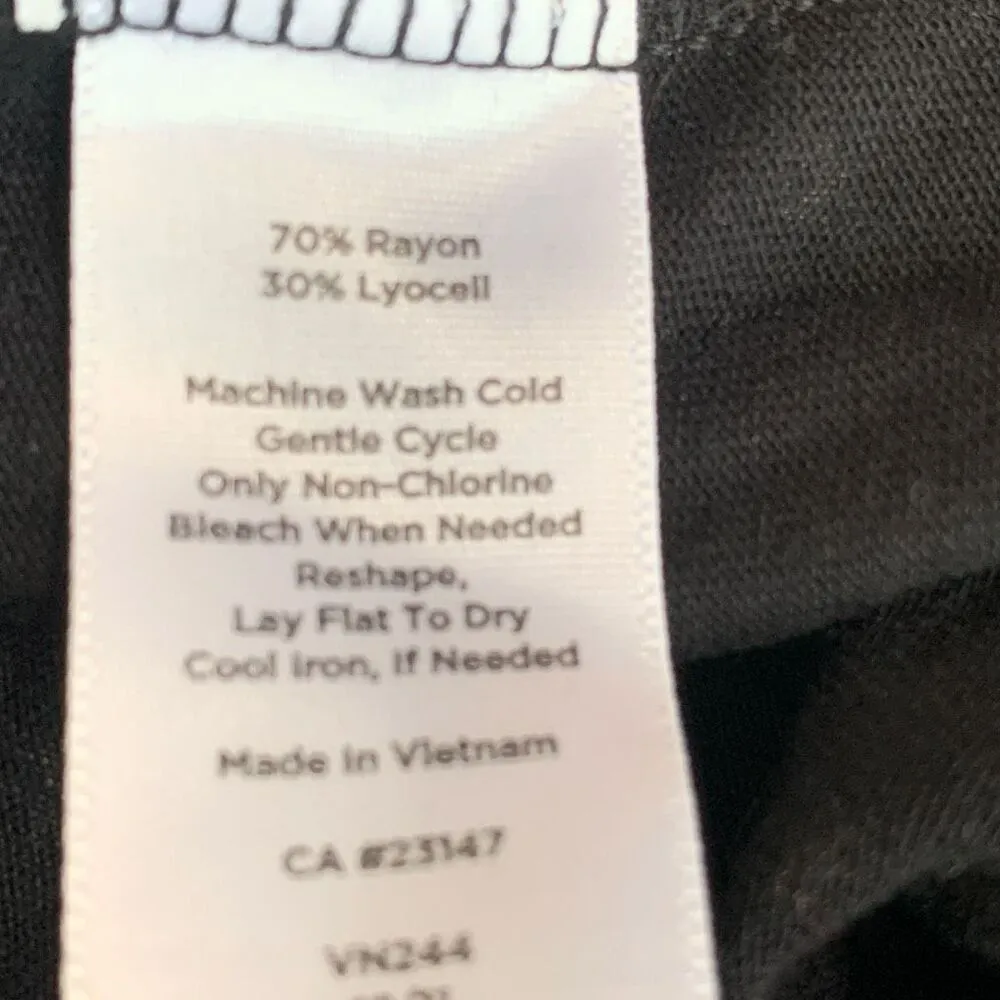 70% Rayon
30% Lyocell
Machine Wash Cold
Gentle Cycle
Only Non-Chlorine
Bleach When Needed
Reshape,
Lay Flat To Dry
Cool Iron, If Needed
Made In Vietnam
CA #23147
VN244